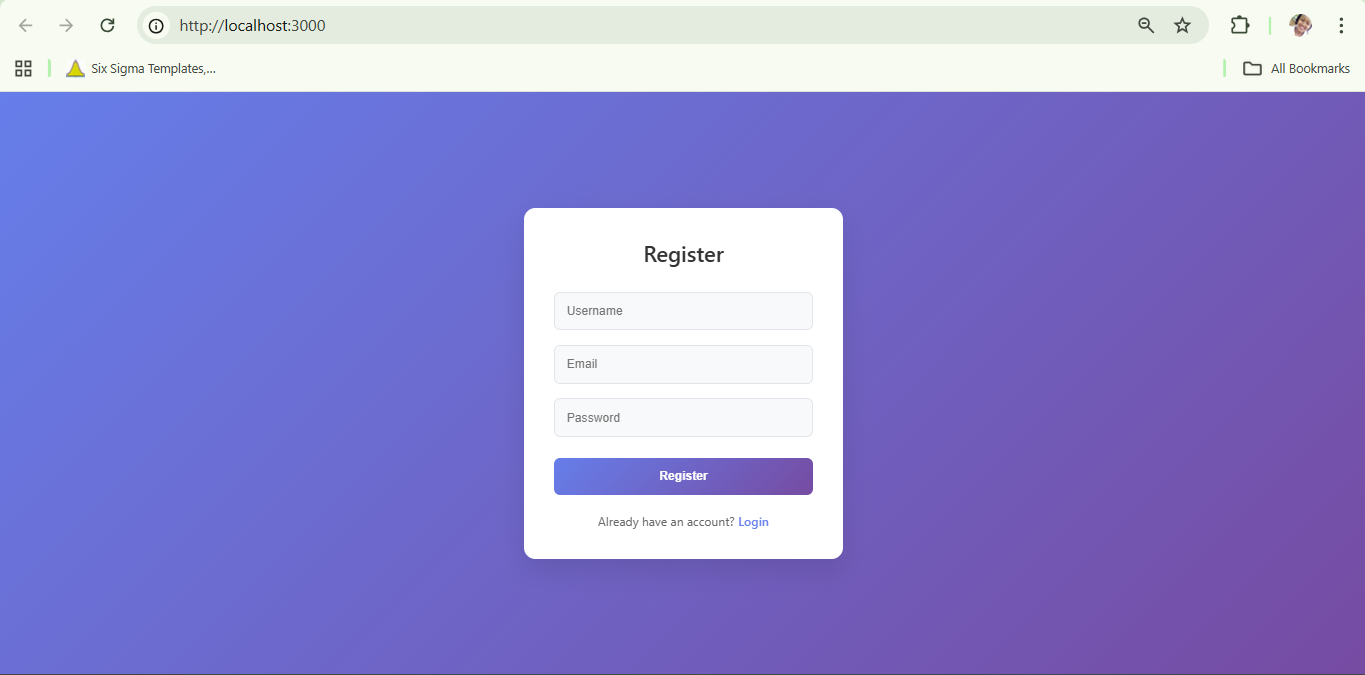 http://localhost:3000
Six Sigma Templates,...
All Bookmarks
Register
Username
Email
Password
Register
Already have an account? Login